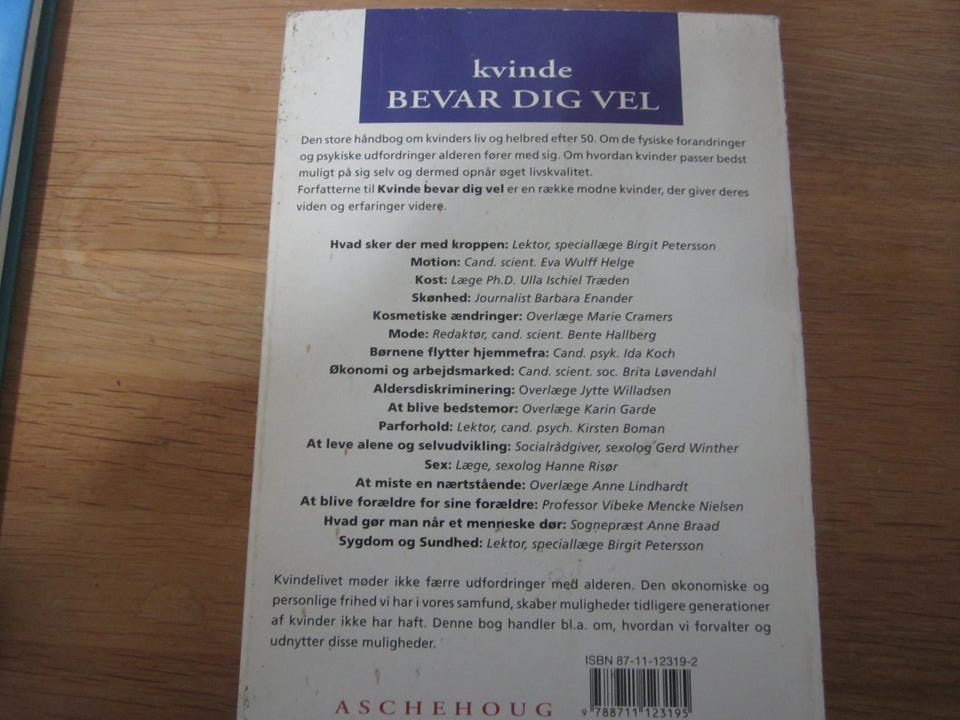 kvinde
BEVAR DIG VEL
Den store håndbog om kvinders liv og helbred efter 50. Om de fysiske forandringer
og psykiske udfordringer alderen fører med sig. Om hvordan kvinder passer bedst
muligt på sig selv og dermed opnår øget livskvalitet.
Forfatterne til Kvinde bevar dig vel er en række modne kvinder, der giver deres
viden og erfaringer videre.
Hvad sker der med kroppen: Lektor, speciallæge Birgit Petersson
Motion: Cand. scient. Eva Wulff Helge
Kost: Læge Ph.D. Ulla Ischiel Træden
Skønhed: Journalist Barbara Enander
Kosmetiske ændringer: Overlæge Marie Cramers
Mode: Redaktør, cand. scient. Bente Hallberg
Børnene flytter hjemmefra: Cand. psyk. Ida Koch
Økonomi og arbejdsmarked: Cand. scient. soc. Brita Løvendahl
Aldersdiskriminering: Overlæge Jytte Willadsen
At blive bedstemor: Overlæge Karin Garde
Parforhold: Lektor, cand. psych. Kirsten Boman
At leve alene og selvudvikling: Socialrådgiver, sexolog Gerd Winther
Sex: Læge, sexolog Hanne Risør
At miste en nærtstående: Overlæge Anne Lindhardt
At blive forældre for sine forældre: Professor Vibeke Mencke Nielsen
Hvad gør man når et menneske dør: Sognepræst Anne Braad
Sygdom og Sundhed: Lektor, speciallæge Birgit Petersson
Kvindelivet møder ikke færre udfordringer med alderen. Den økonomiske og
personlige frihed vi har i vores samfund, skaber muligheder tidligere generationer
af kvinder ikke har haft. Denne bog handler bl.a. om, hvordan vi forvalter og
udnytter disse muligheder.
ISBN 87-11-12319-2
ASCHEHOUG
9 788711 123195